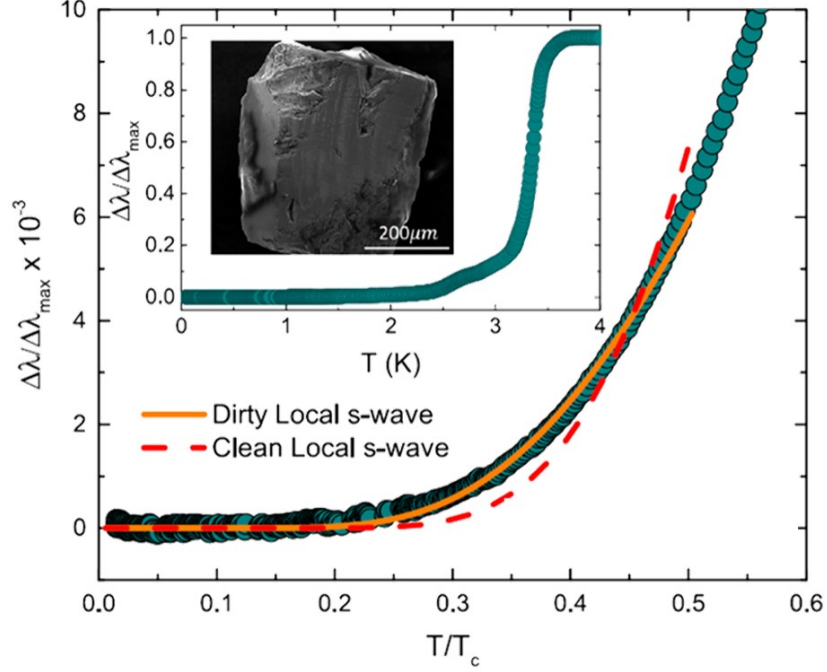 10
8
6
4
2
0
Δλ/Δλmax x 10-3
0.0 0.1 0.2 0.3 0.4 0.5 0.6
T/Tc
1.0
0.8
0.6
0.4
0.2
0.0
Δλ/Δλmax
0 1 2 3 4
T (K)
200μm
Dirty Local s-wave
Clean Local s-wave